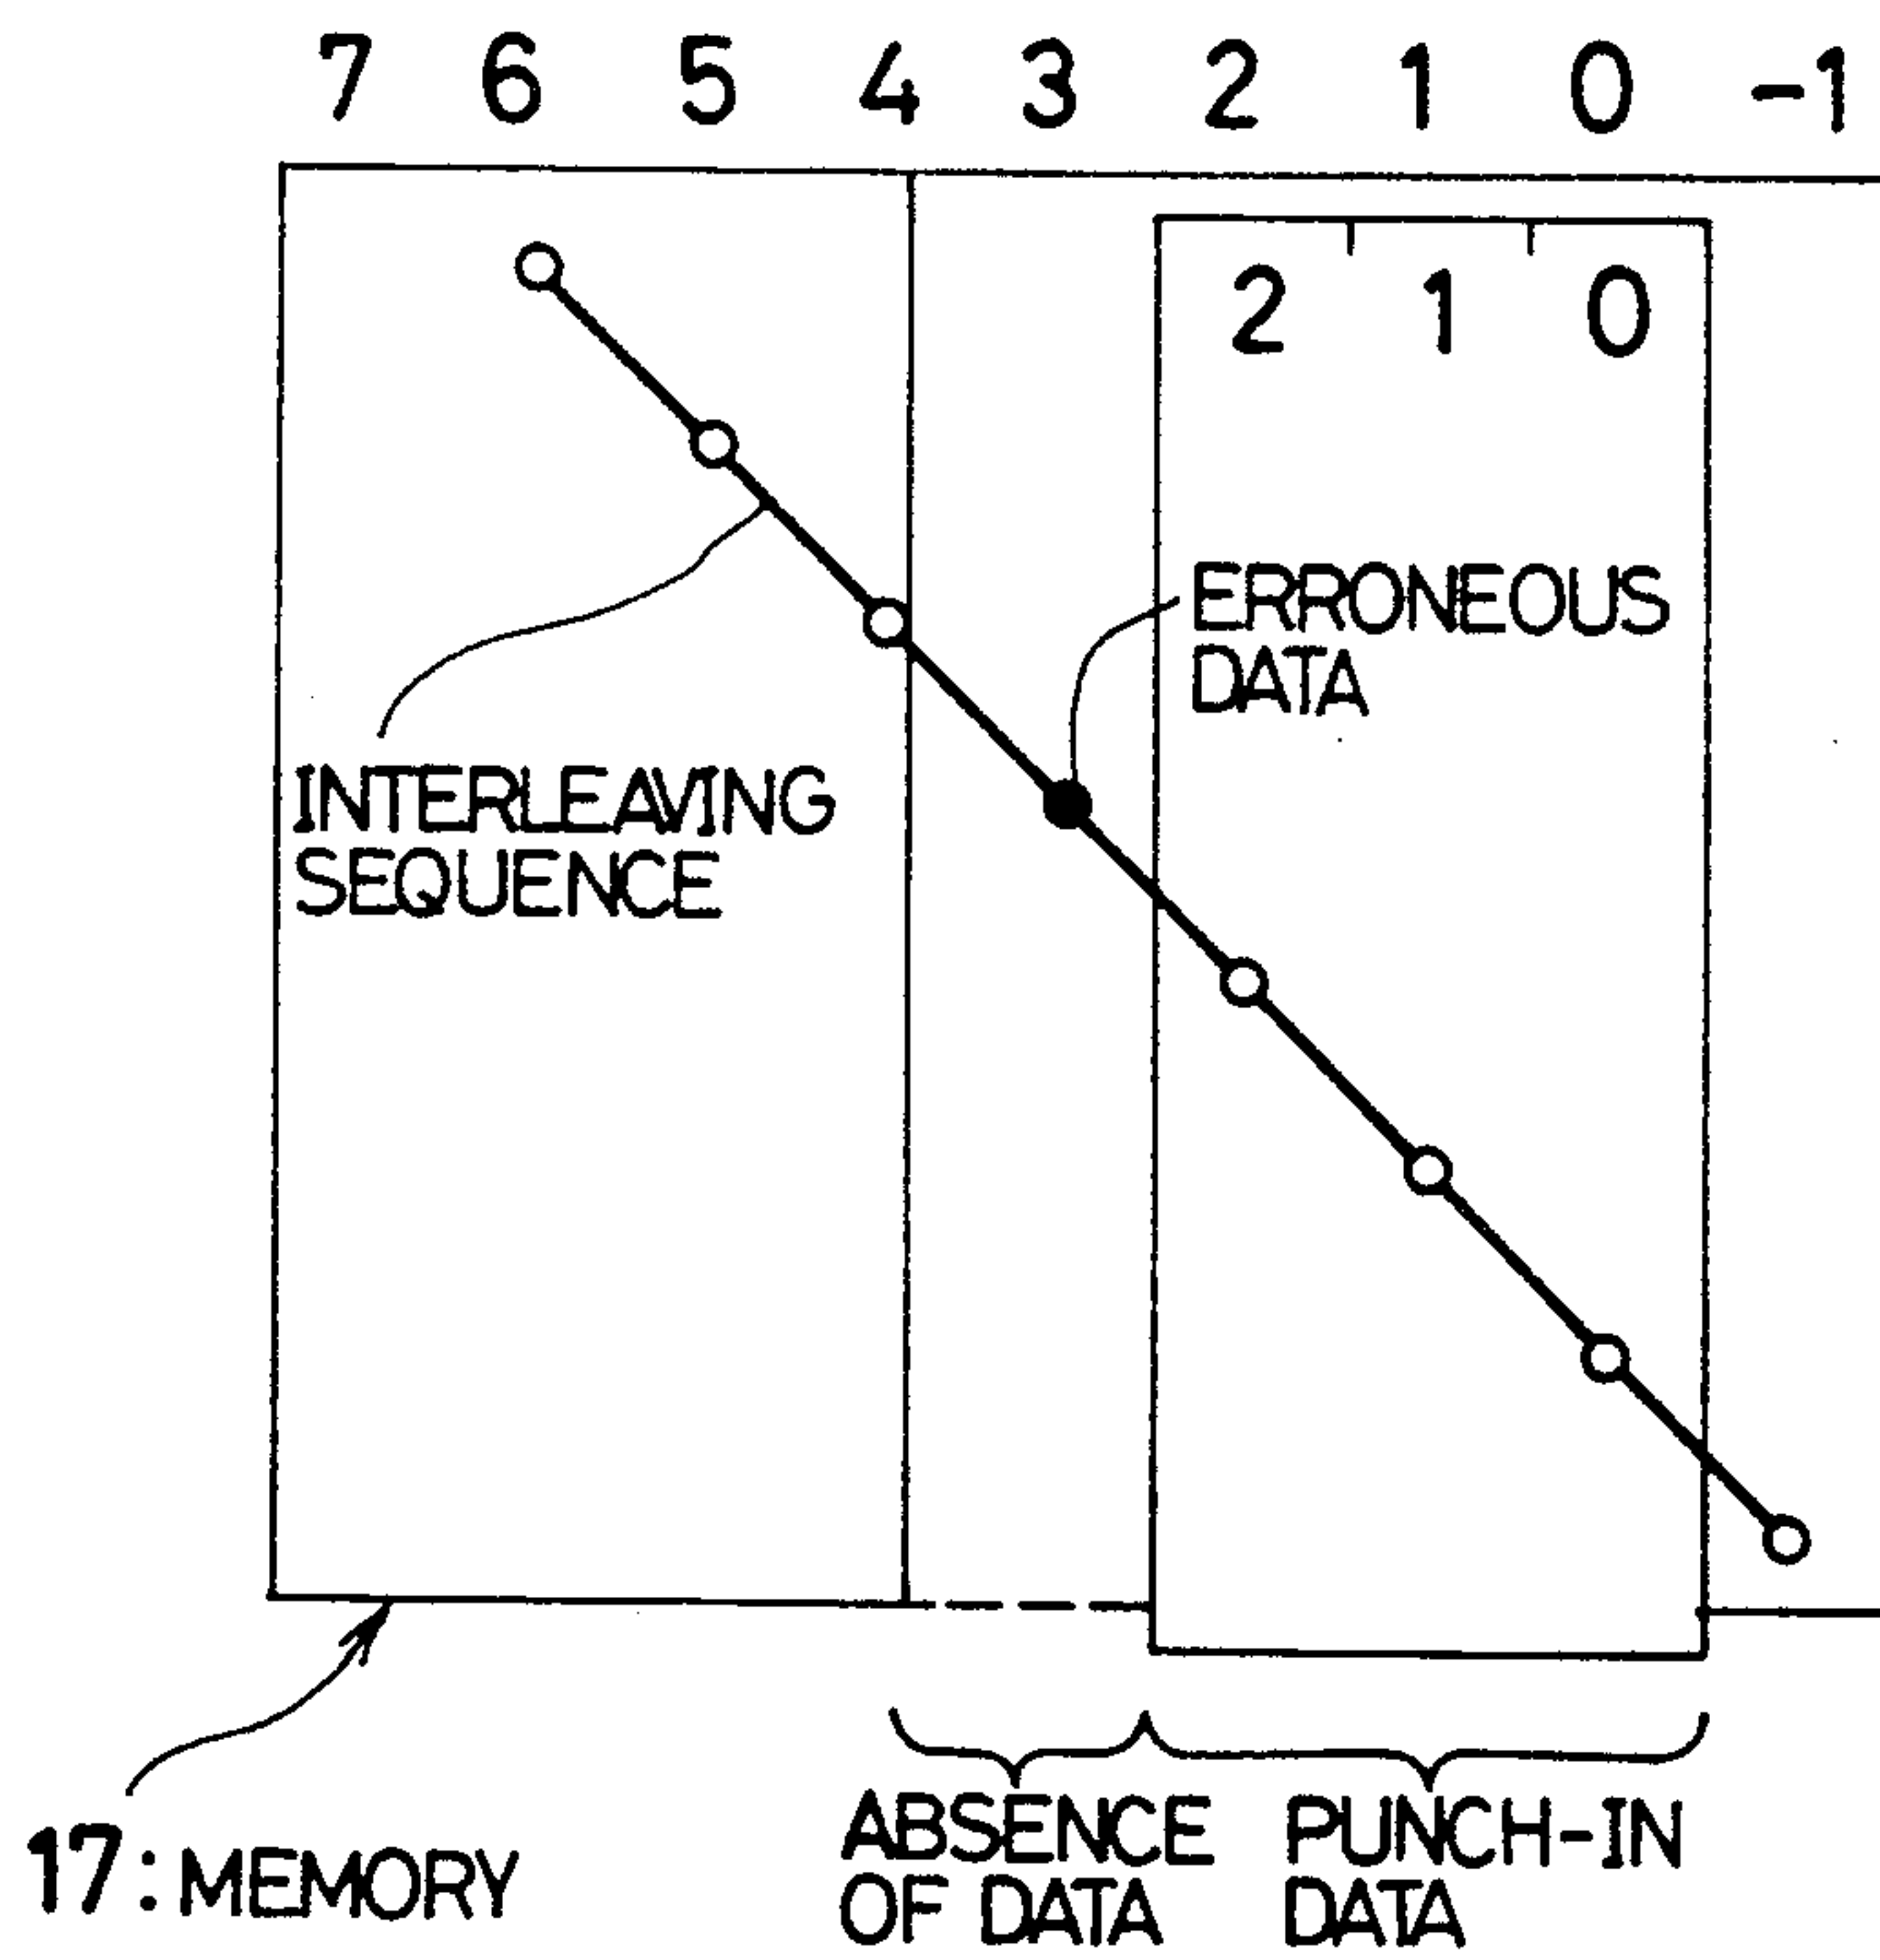 7 6 5 4 3 2 1 0 -1
2 1 0
ERRONEOUS
DATA
INTERLEAVING
SEQUENCE
ABSENCE
OF DATA
PUNCH-IN
DATA
17: MEMORY